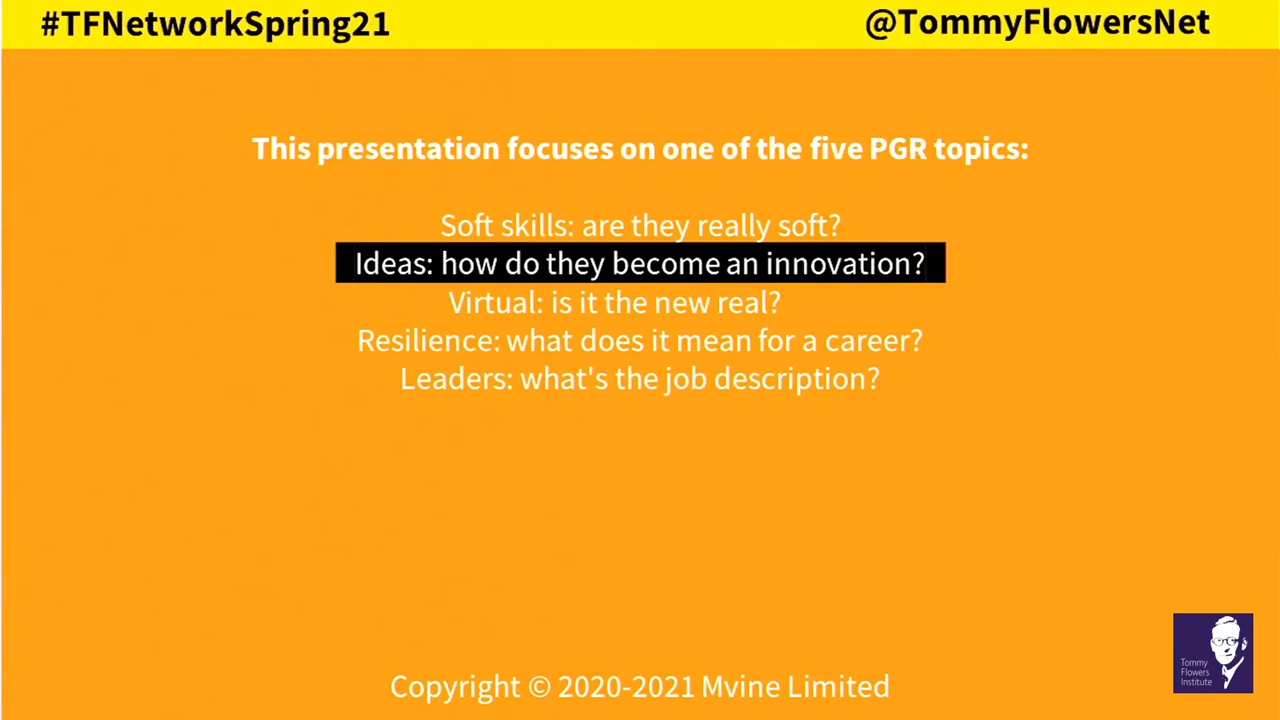 #TFNetworkSpring21
@TommyFlowersNet
This presentation focuses on one of the five PGR topics:
Soft skills: are they really soft?
Ideas: how do they become an innovation?
Virtual: is it the new real?
Resilience: what does it mean for a career?
Leaders: what's the job description?
Tommy
Flowers
Institute
Copyright © 2020-2021 Mvine Limited